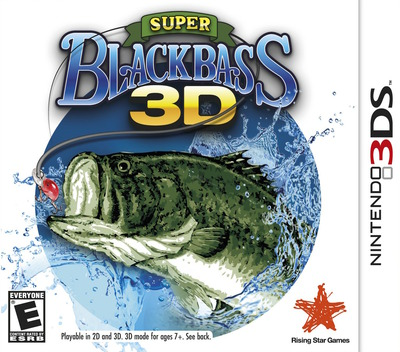 SUPER
BLACKBASS
3D
NINTENDO 3DS™
EVERYONE
E
CONTENT RATED BY
ESRB
Playable in 2D and 3D. 3D mode for ages 7+. See back.
Rising Star Games